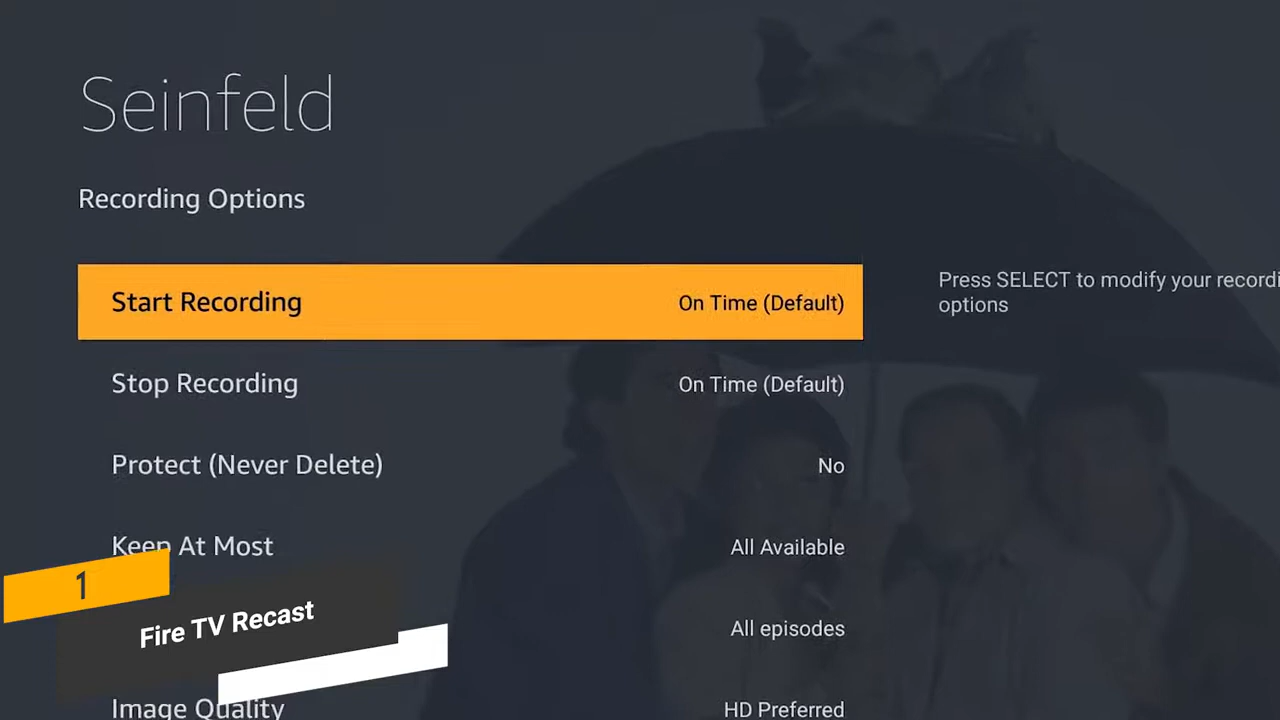 Seinfeld
Recording Options
Start Recording On Time (Default)
Press SELECT to modify your recordi
options
Stop Recording On Time (Default)
Protect (Never Delete) No
Keep At Most All Available
1
Fire TV Recast
All episodes
Image Quality HD Preferred